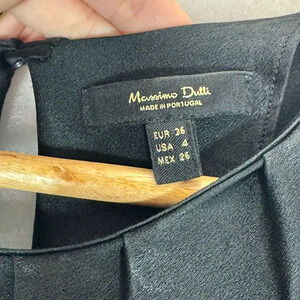 Massimo Dutti
MADE IN PORTUGAL
EUR 36
USA 4
MEX 26